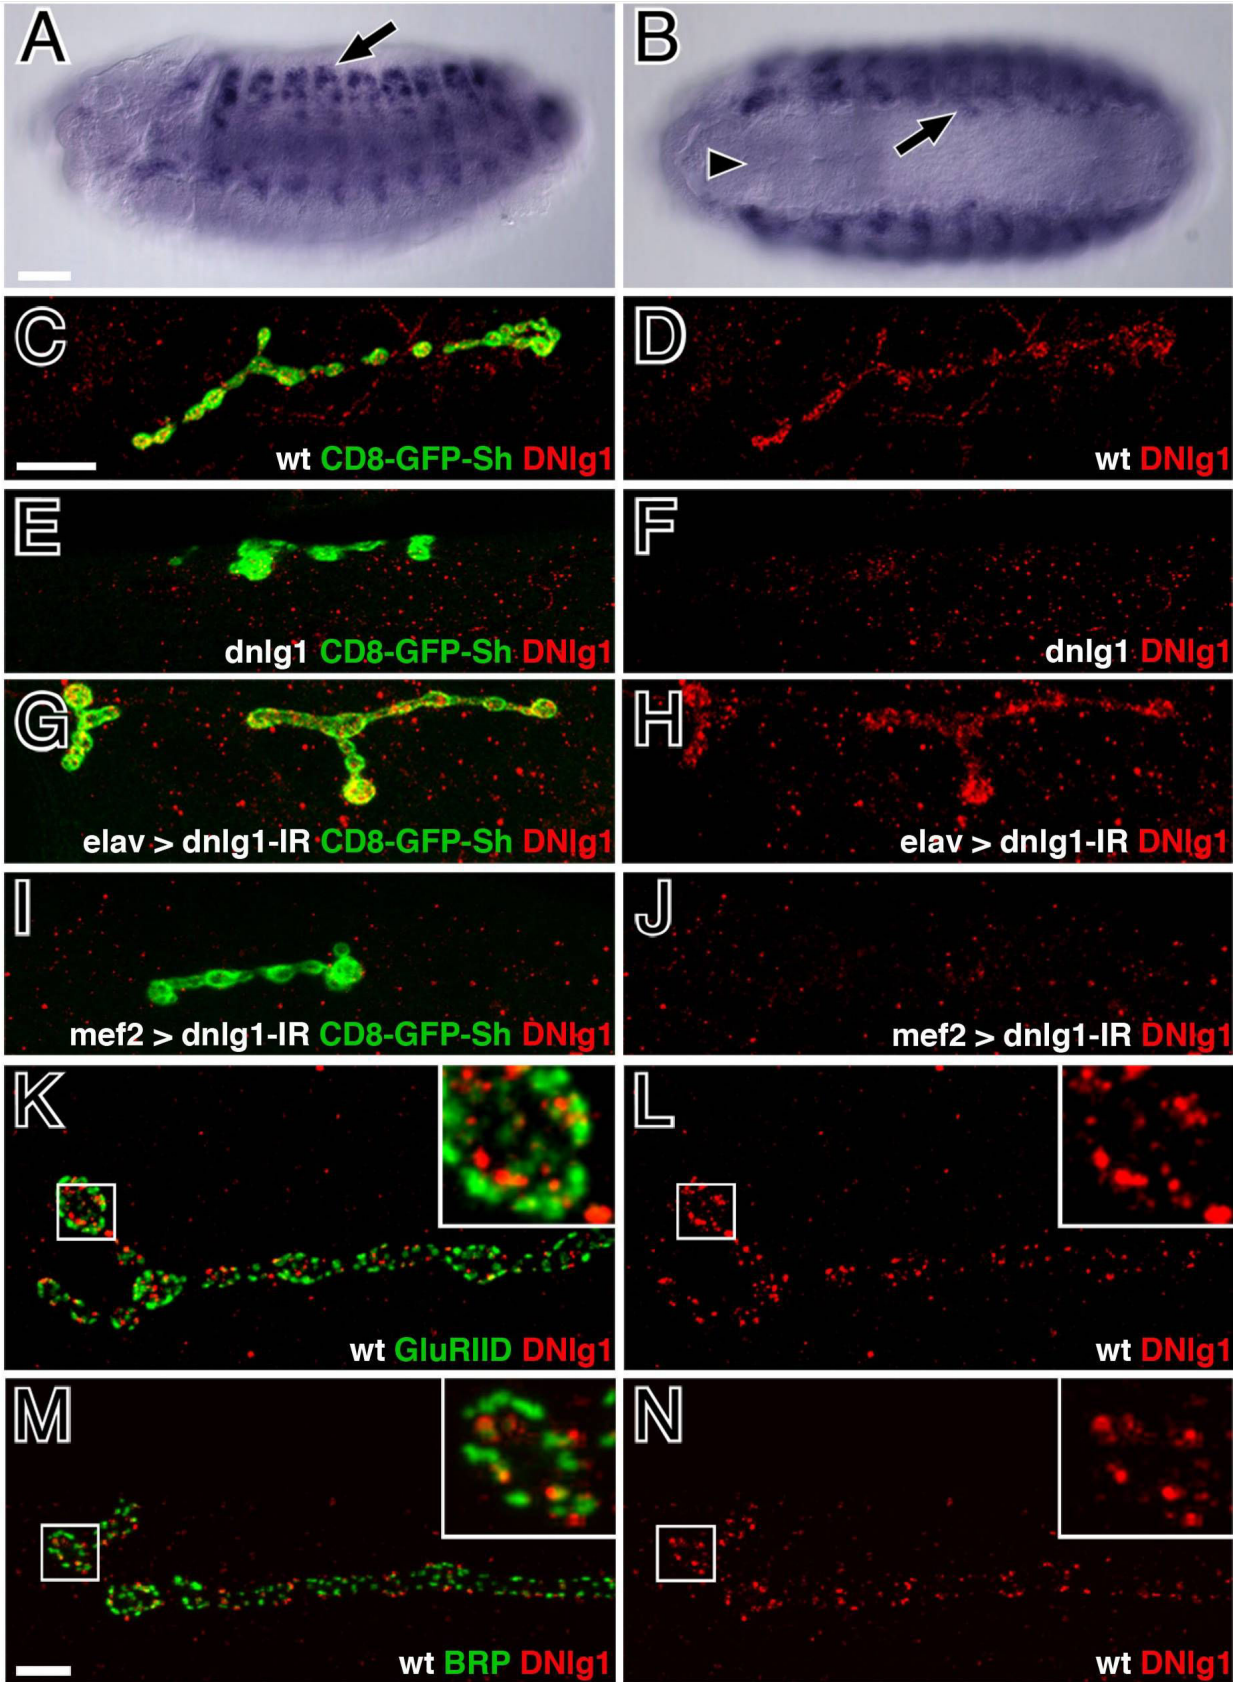 A
B
C
wt CD8-GFP-Sh DNlg1
D
wt DNlg1
E
dnlg1 CD8-GFP-Sh DNlg1
F
dnlg1 DNlg1
G
elav > dnlg1-IR CD8-GFP-Sh DNlg1
H
elav > dnlg1-IR DNlg1
I
mef2 > dnlg1-IR CD8-GFP-Sh DNlg1
J
mef2 > dnlg1-IR DNlg1
K
wt GluRIID DNlg1
L
wt DNlg1
M
wt BRP DNlg1
N
wt DNlg1